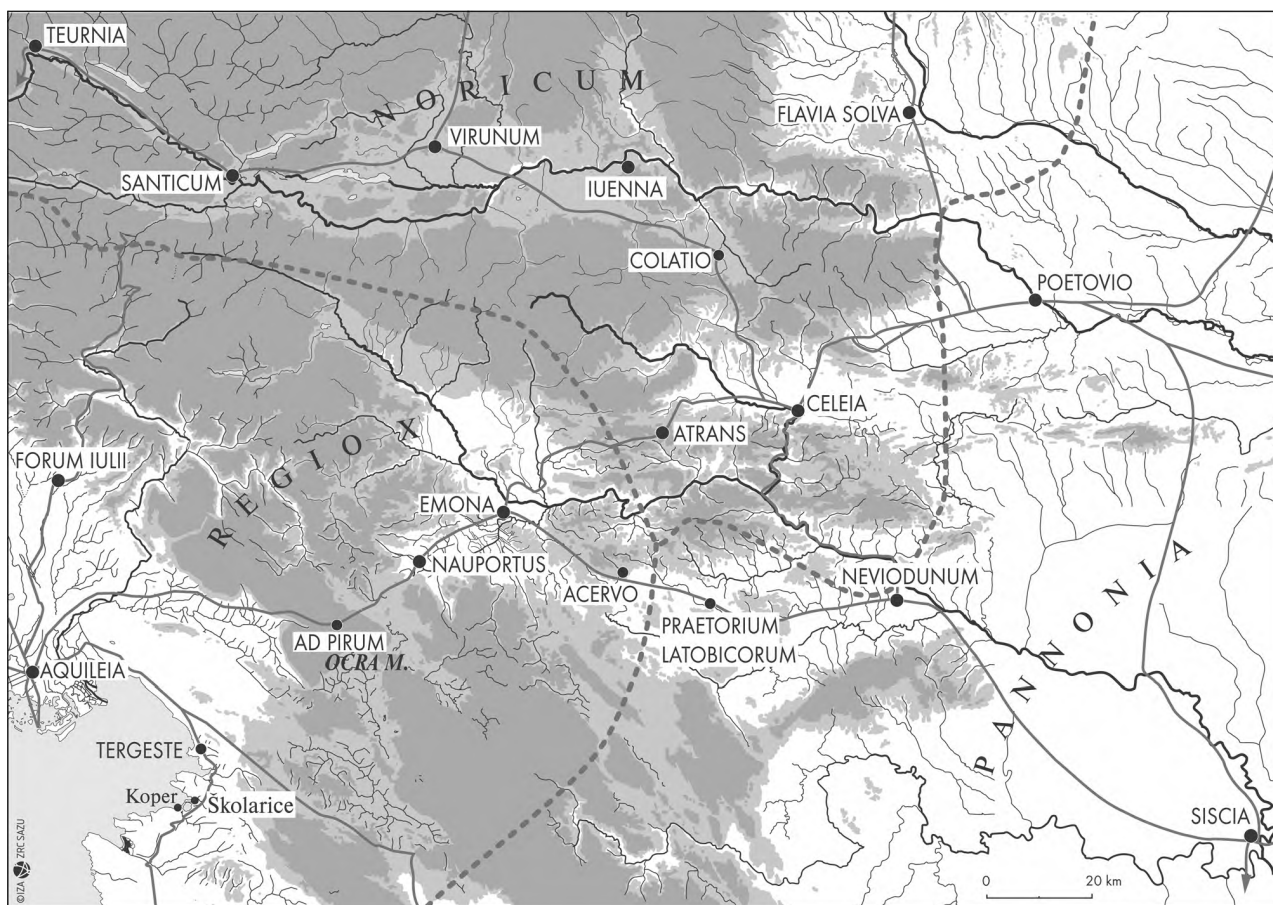 TEURNIA
NORICUM
FLAVIA SOLVA
VIRUNUM
SANTICUM
IUENNA
COLATIO
POETOVIO
CELEIA
ATRANS
REGIO X
FORUM IULII
EMONA
NAUPORTUS
ACERVO
NEVIODUNUM
PRAETORIUM
LATOBICORUM
PANNONIA
AD PIRUM
OCRA M.
AQUILEIA
TERGESTE
Koper
Školarice
SISCIA
0 20 km
©IZA ZRC SAZU